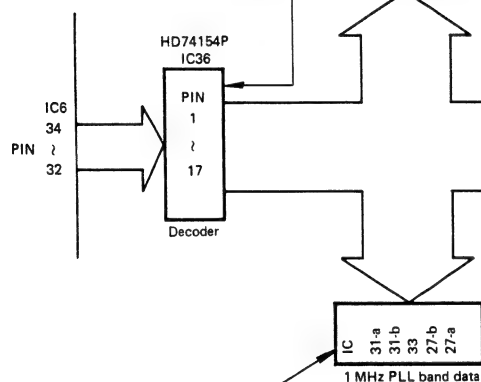 HD74154P
IC36
IC6
34
PIN ~
32
PIN
1
~
17
Decoder
IC 31-a 31-b 33 27-b 27-a
1 MHz PLL band data